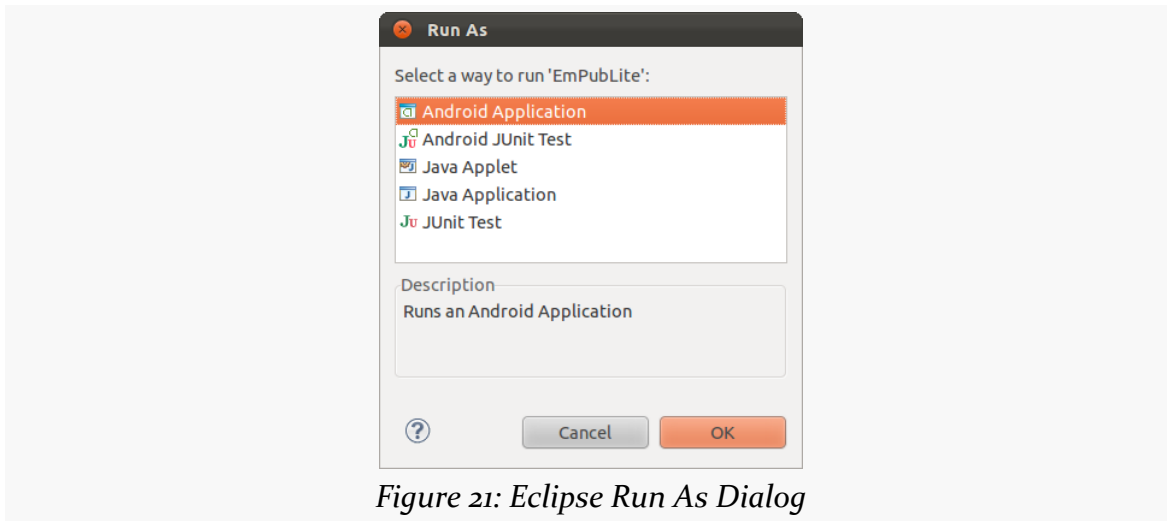 Run As
Select a way to run 'EmPubLite':
Android Application
Android JUnit Test
Java Applet
Java Application
JUnit Test
Description
Runs an Android Application
Cancel
OK
Figure 21: Eclipse Run As Dialog